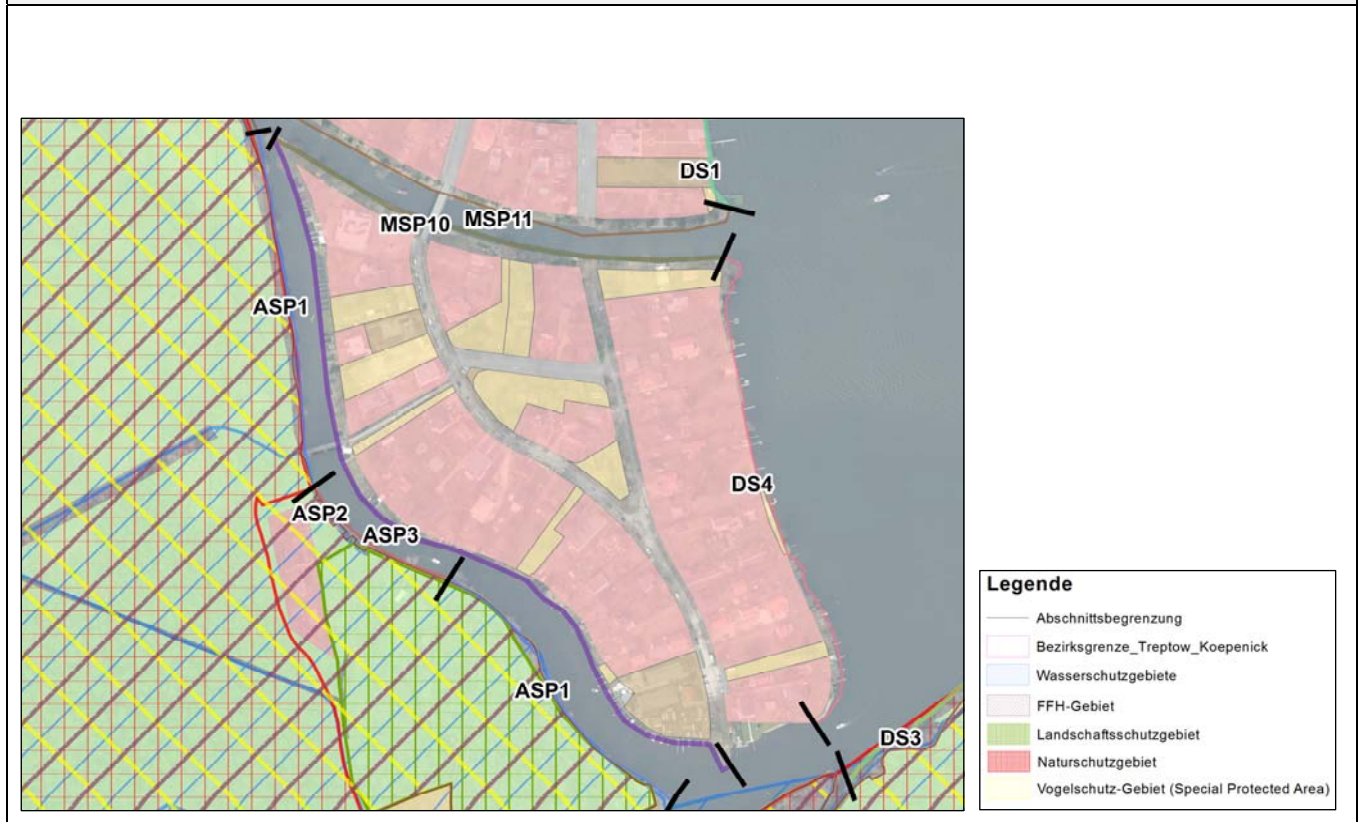 DS1
MSP10
MSP11
ASP1
DS4
ASP2
ASP3
ASP1
DS3
Legende
Abschnittsbegrenzung
Bezirksgrenze_Treptow_Koepenick
Wasserschutzgebiete
FFH-Gebiet
Landschaftsschutzgebiet
Naturschutzgebiet
Vogelschutz-Gebiet (Special Protected Area)